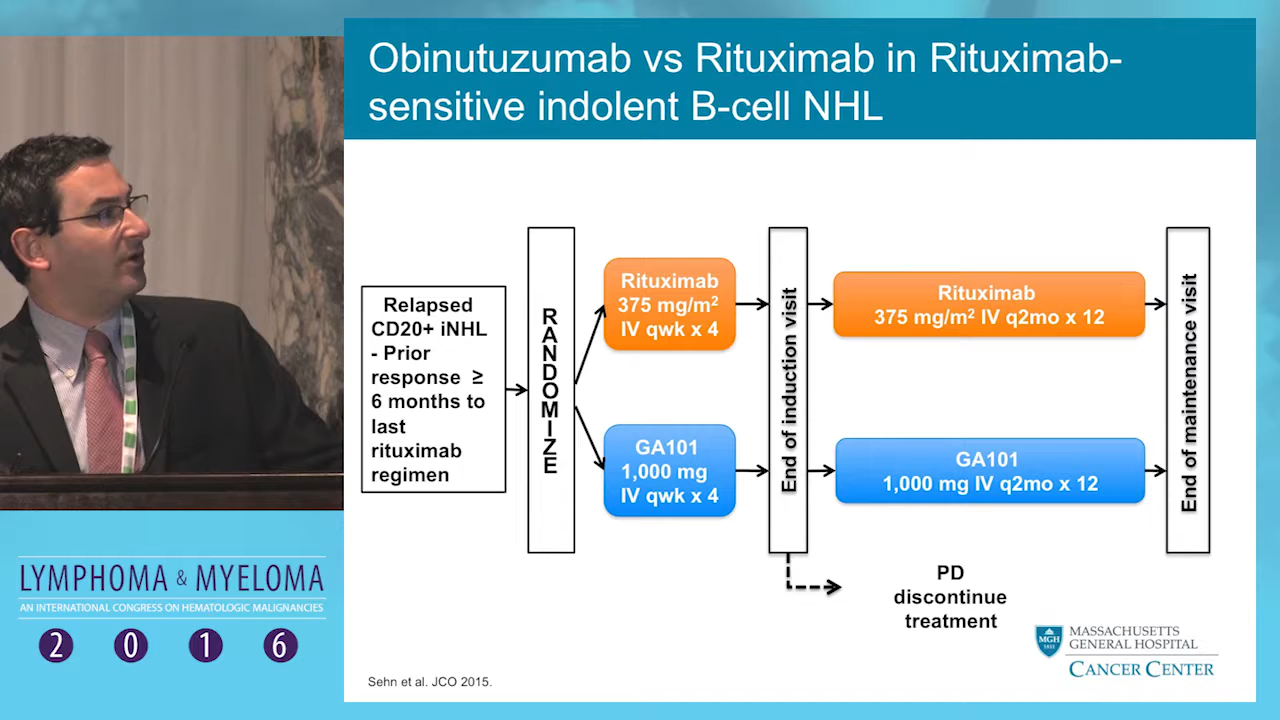 Obinutuzumab vs Rituximab in Rituximab-
sensitive indolent B-cell NHL
Relapsed
CD20+ iNHL
- Prior
response ≥
6 months to
last
rituximab
regimen
RANDOMIZE
Rituximab
375 mg/m²
IV qwk x 4
GA101
1,000 mg
IV qwk x 4
End of induction visit
Rituximab
375 mg/m² IV q2mo x 12
GA101
1,000 mg IV q2mo x 12
End of maintenance visit
PD
discontinue
treatment
MGH
1811
MASSACHUSETTS
GENERAL HOSPITAL
CANCER CENTER
Sehn et al. JCO 2015.
LYMPHOMA & MYELOMA
AN INTERNATIONAL CONGRESS ON HEMATOLOGIC MALIGNANCIES
2 0 1 6